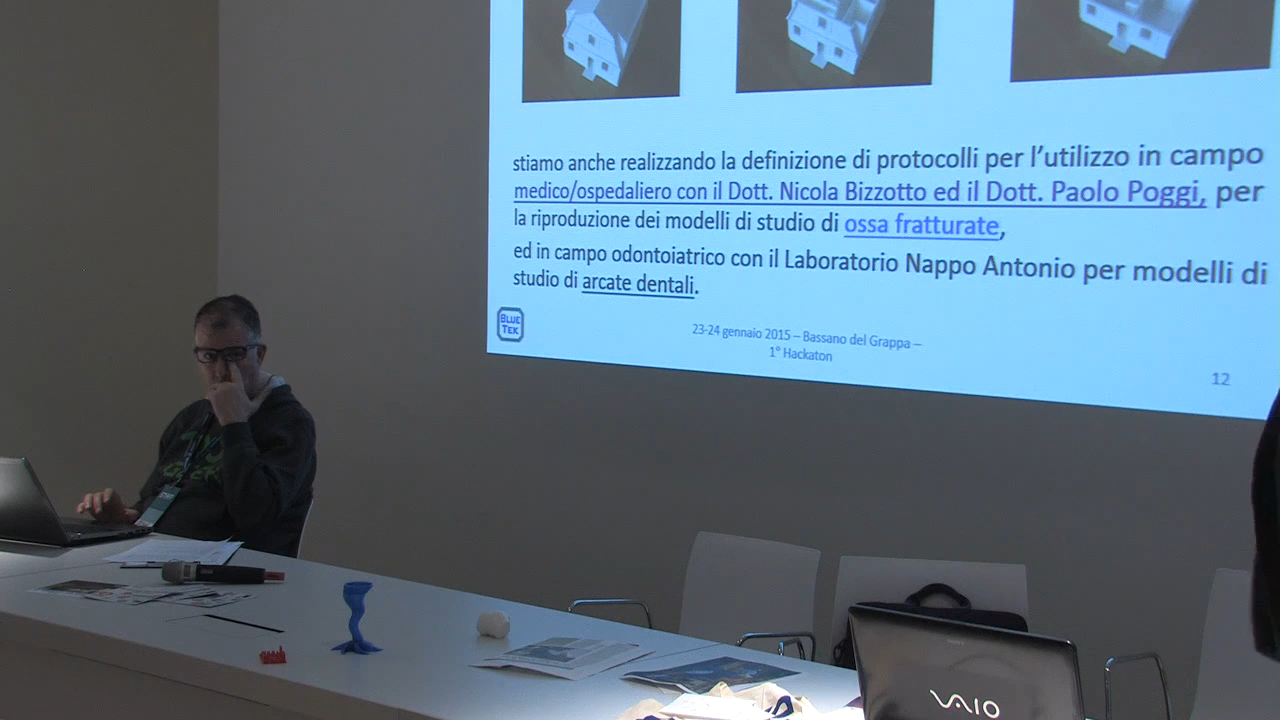 stiamo anche realizzando la definizione di protocolli per l'utilizzo in campo
medico/ospedaliero con il Dott. Nicola Bizzotto ed il Dott. Paolo Poggi, per
la riproduzione dei modelli di studio di ossa fratturate,
ed in campo odontoiatrico con il Laboratorio Nappo Antonio per modelli di
studio di arcate dentali.
BLUE
TEK
23-24 gennaio 2015 – Bassano del Grappa –
1° Hackaton
12
VAIO